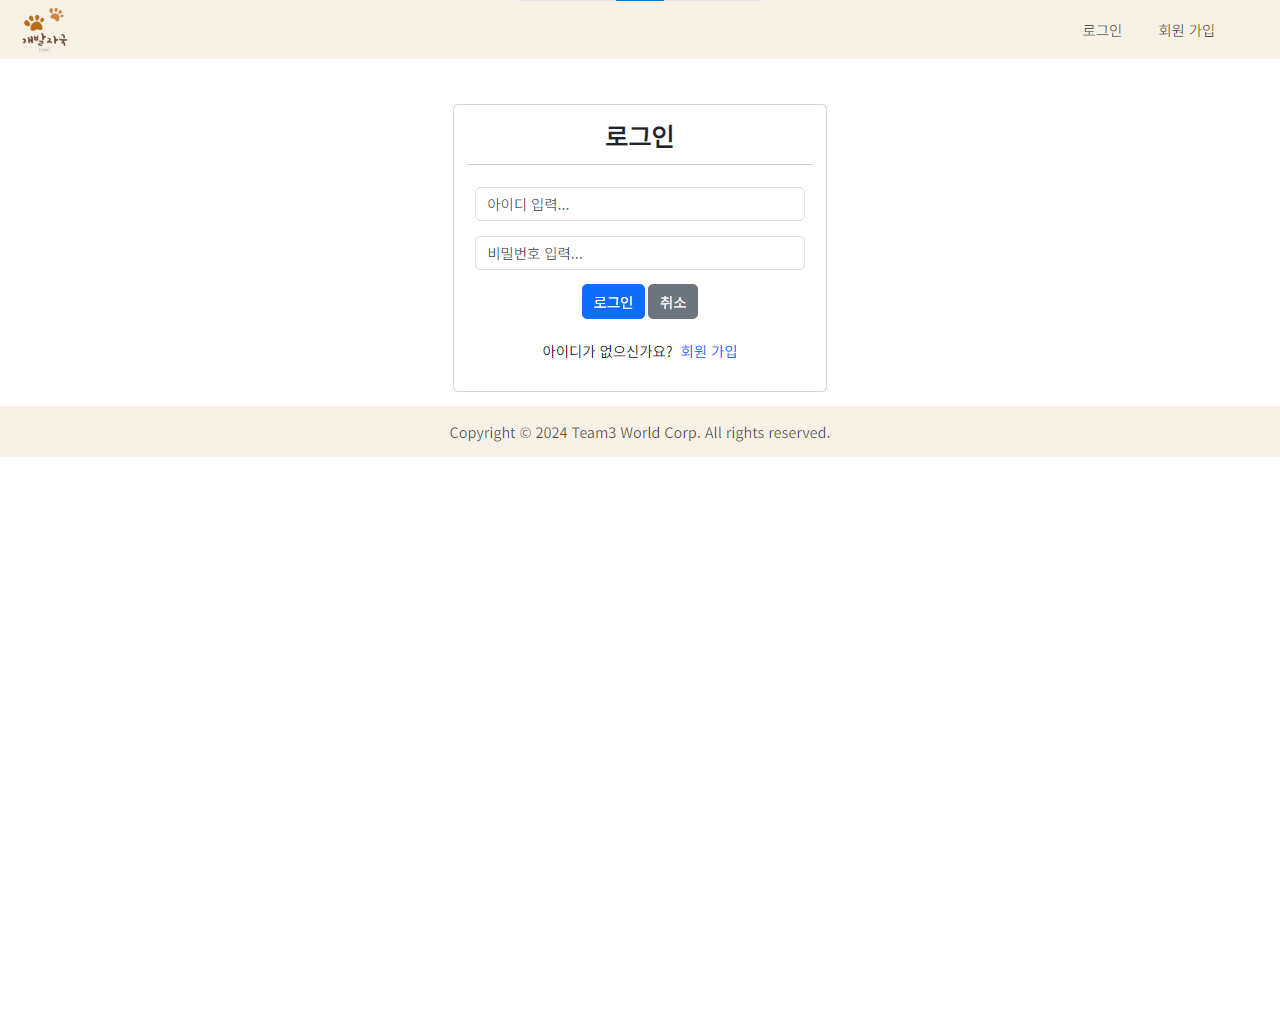 개발자국
로그인
회원 가입
로그인
아이디 입력...
비밀번호 입력...
로그인
취소
아이디가 없으신가요? 회원 가입
Copyright © 2024 Team3 World Corp. All rights reserved.